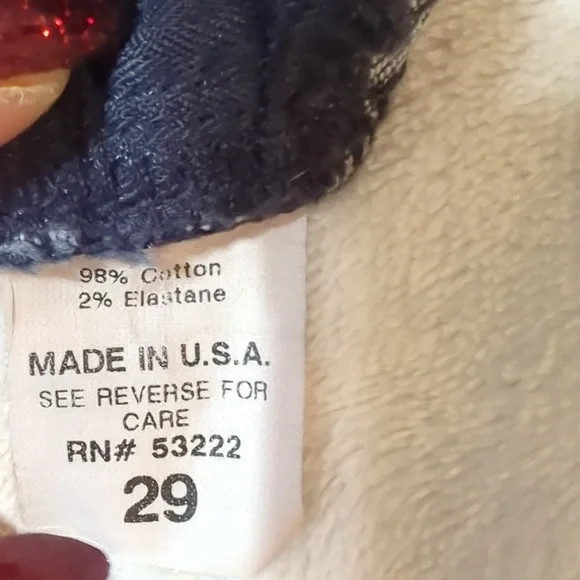 98% Cotton
2% Elastane
MADE IN U.S.A.
SEE REVERSE FOR
CARE
RN# 53222
29